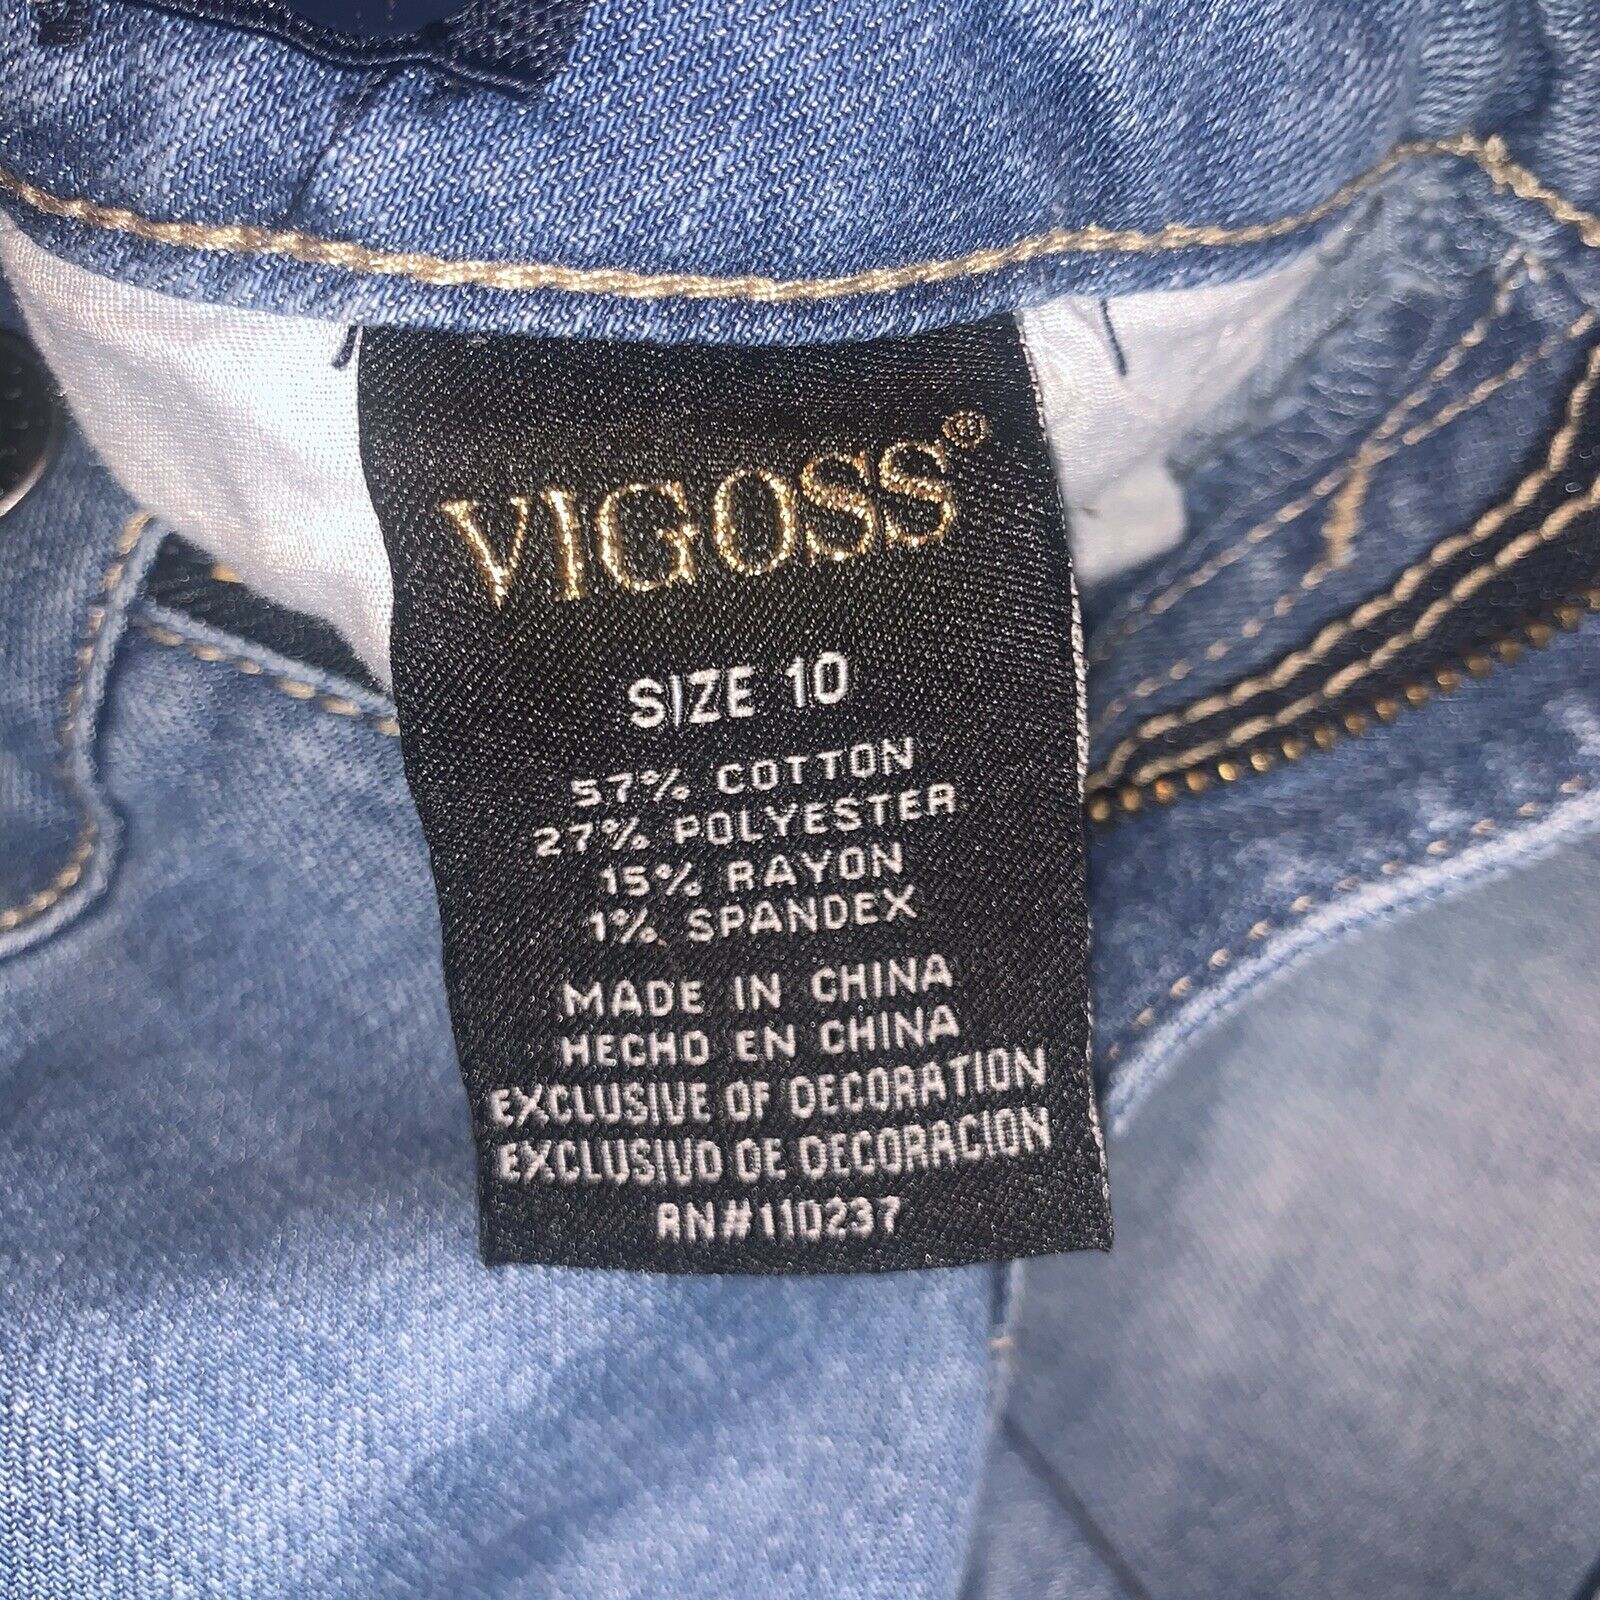 VIGOSS®
SIZE 10
57% COTTON
27% POLYESTER
15% RAYON
1% SPANDEX
MADE IN CHINA
HECHO EN CHINA
EXCLUSIVE OF DECORATION
EXCLUSIVO DE DECORACION
RN#110237